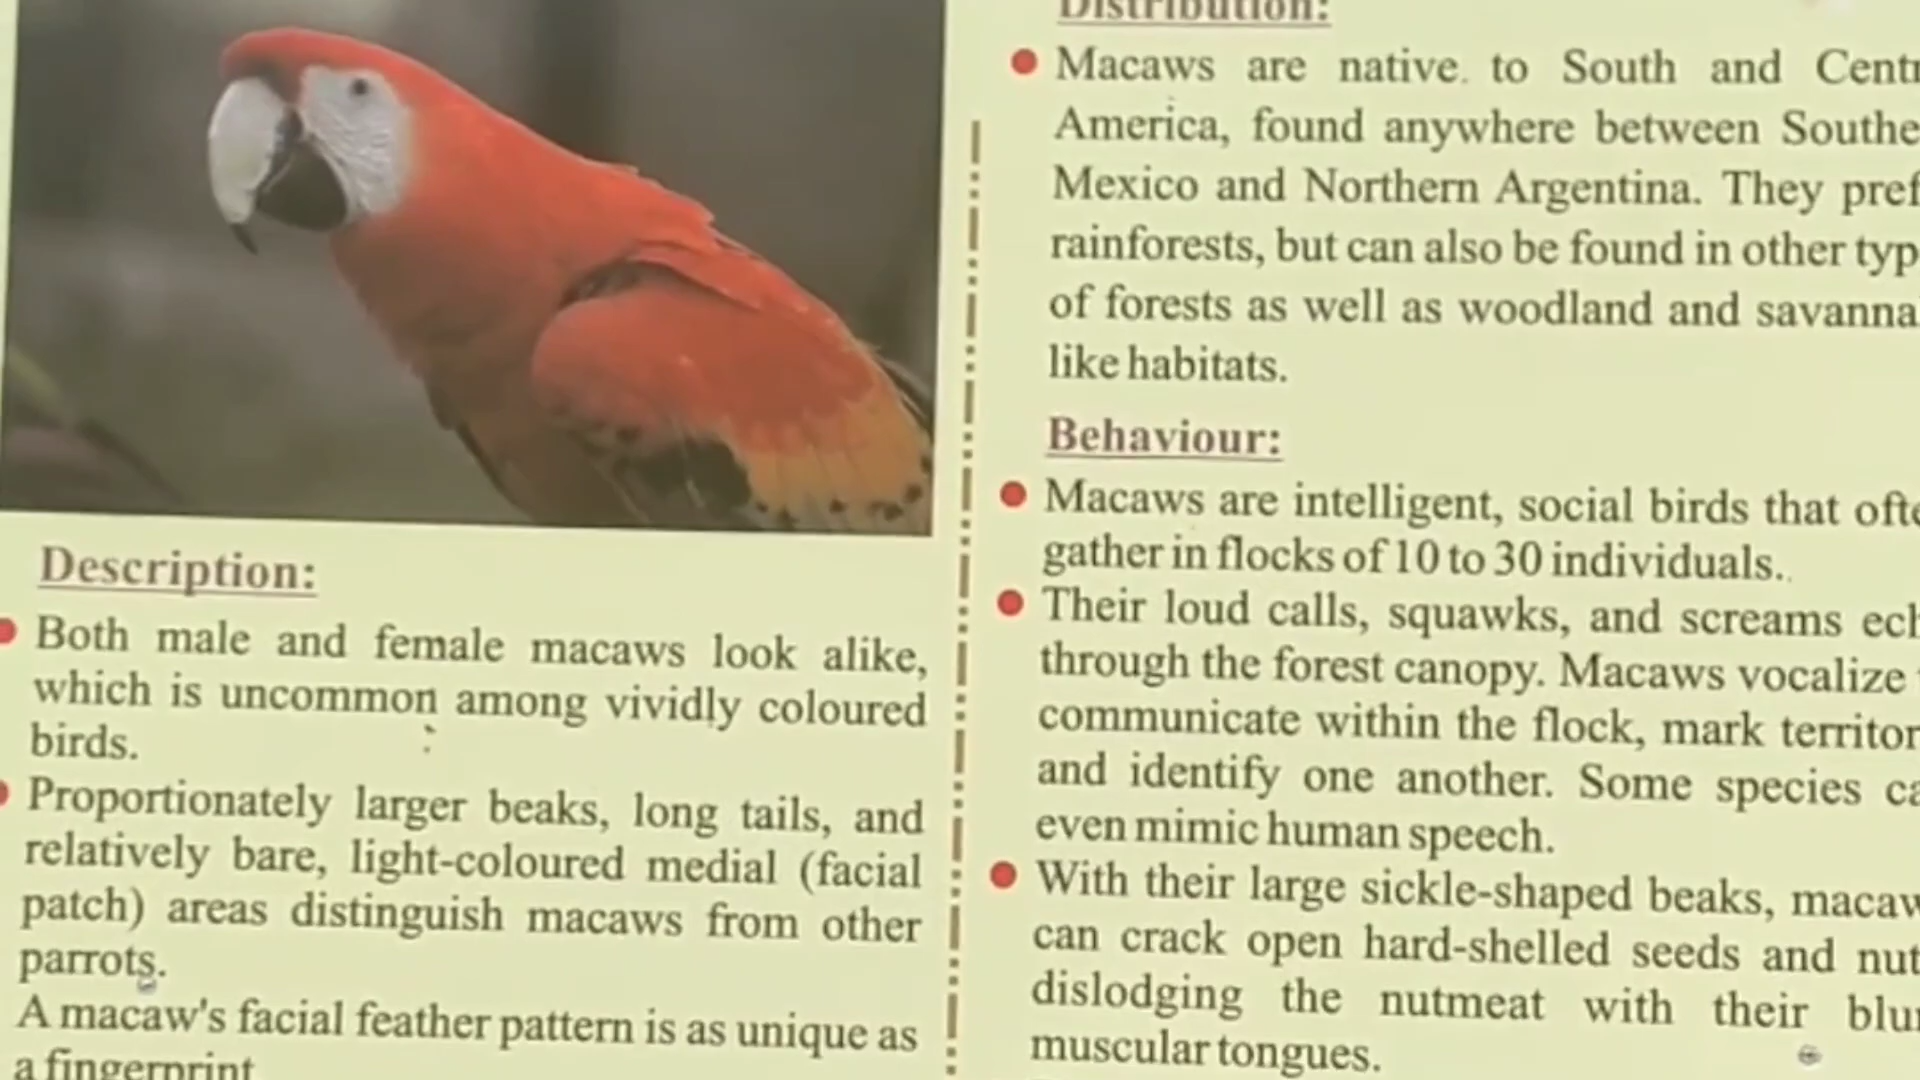 Description:
Both male and female macaws look alike,
which is uncommon among vividly coloured
birds.
Proportionately larger beaks, long tails, and
relatively bare, light-coloured medial (facial
patch) areas distinguish macaws from other
parrots.
A macaw's facial feather pattern is as unique as
a fingerprint
Distribution:
Macaws are native to South and Centr
America, found anywhere between Southe
Mexico and Northern Argentina. They pref
rainforests, but can also be found in other typ
of forests as well as woodland and savanna
like habitats.
Behaviour:
Macaws are intelligent, social birds that ofte
gather in flocks of 10 to 30 individuals.
Their loud calls, squawks, and screams ech
through the forest canopy. Macaws vocalize
communicate within the flock, mark territor
and identify one another. Some species ca
even mimic human speech.
With their large sickle-shaped beaks, macaw
can crack open hard-shelled seeds and nut
dislodging the nutmeat with their blun
muscular tongues.